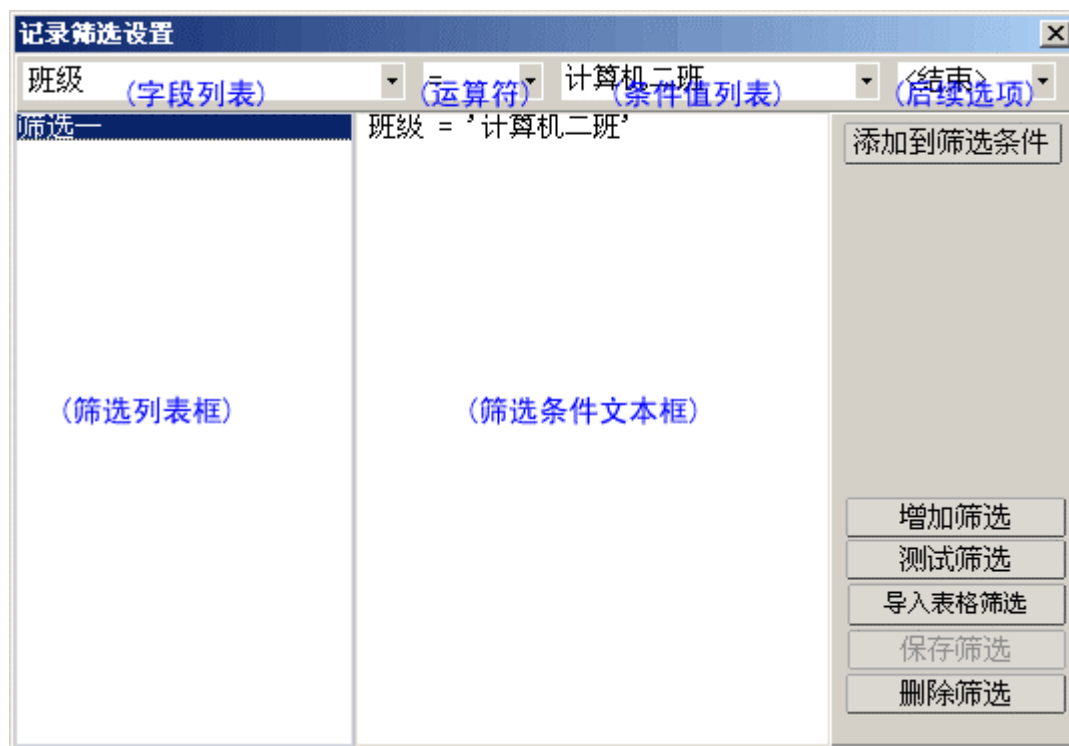 记录筛选设置
班级 = 计算机二班 <结束>
(字段列表) (运算符) (条件值列表) (后续选项)
筛选一
班级 = '计算机二班'
添加到筛选条件
(筛选列表框) (筛选条件文本框)
增加筛选
测试筛选
导入表格筛选
保存筛选
删除筛选